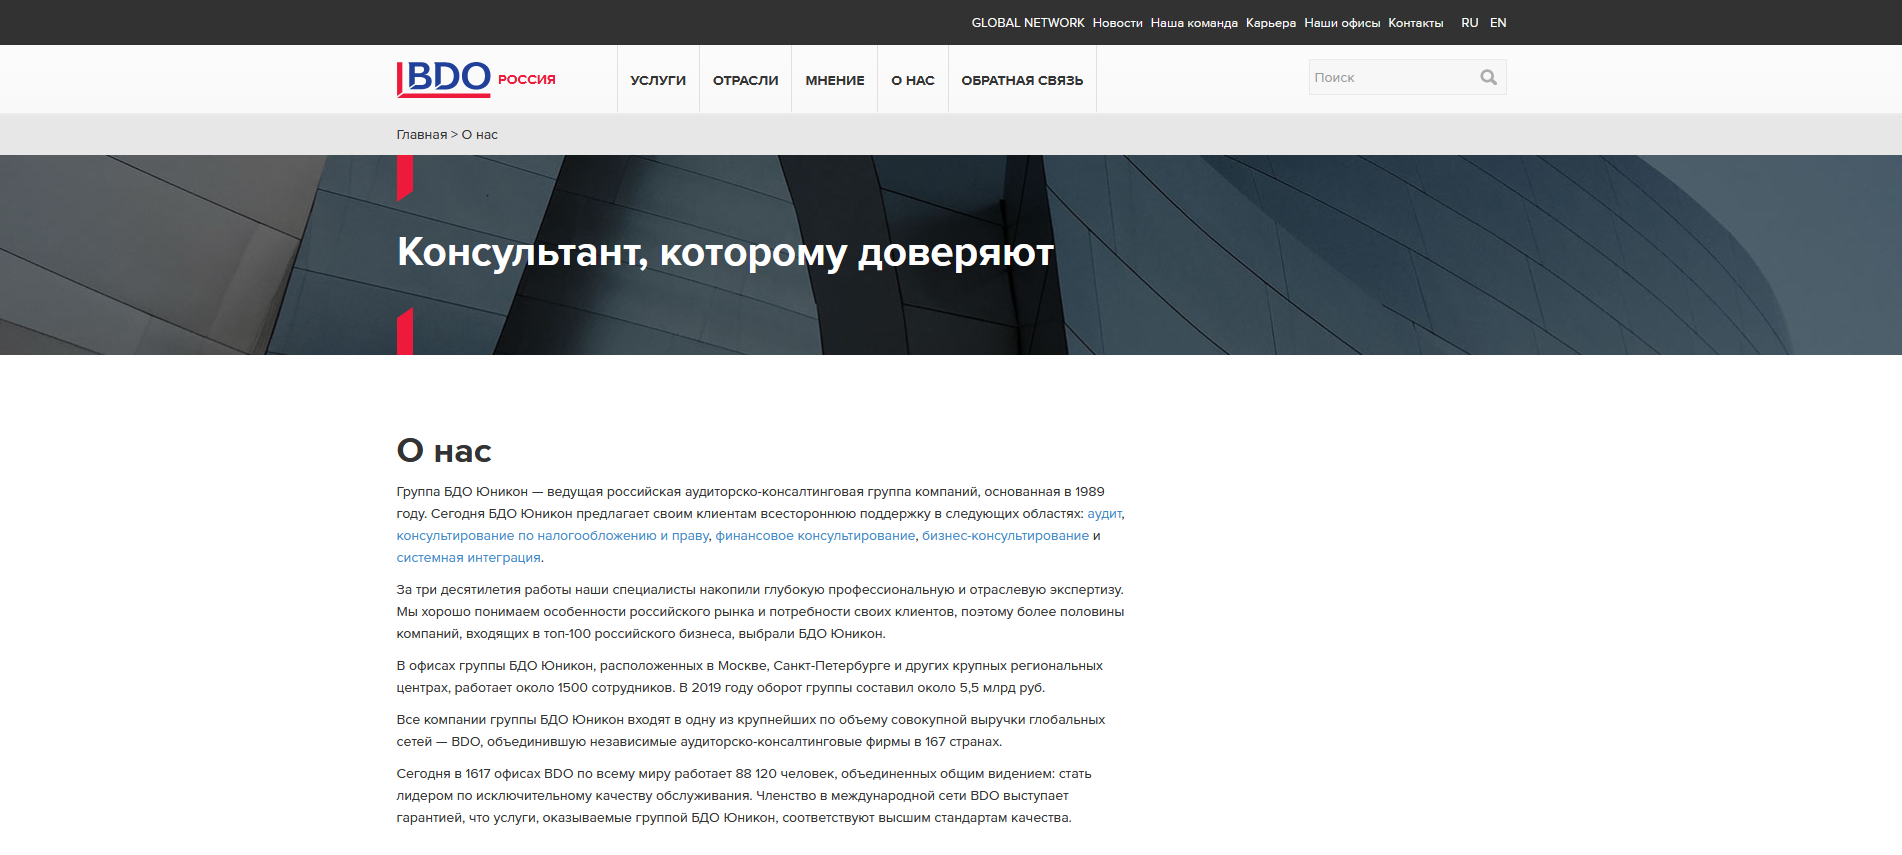 GLOBAL NETWORK Новости Наша команда Карьера Наши офисы Контакты RU EN
BDO РОССИЯ
УСЛУГИ ОТРАСЛИ МНЕНИЕ О НАС ОБРАТНАЯ СВЯЗЬ
Поиск
Главная > О нас
Консультант, которому доверяют
О нас
Группа БДО Юникон — ведущая российская аудиторско-консалтинговая группа компаний, основанная в 1989
году. Сегодня БДО Юникон предлагает своим клиентам всестороннюю поддержку в следующих областях: аудит,
консультирование по налогообложению и праву, финансовое консультирование, бизнес-консультирование и
системная интеграция.
За три десятилетия работы наши специалисты накопили глубокую профессиональную и отраслевую экспертизу.
Мы хорошо понимаем особенности российского рынка и потребности своих клиентов, поэтому более половины
компаний, входящих в топ-100 российского бизнеса, выбрали БДО Юникон.
В офисах группы БДО Юникон, расположенных в Москве, Санкт-Петербурге и других крупных региональных
центрах, работает около 1500 сотрудников. В 2019 году оборот группы составил около 5,5 млрд руб.
Все компании группы БДО Юникон входят в одну из крупнейших по объему совокупной выручки глобальных
сетей — BDO, объединившую независимые аудиторско-консалтинговые фирмы в 167 странах.
Сегодня в 1617 офисах BDO по всему миру работает 88 120 человек, объединенных общим видением: стать
лидером по исключительному качеству обслуживания. Членство в международной сети BDO выступает
гарантией, что услуги, оказываемые группой БДО Юникон, соответствуют высшим стандартам качества.